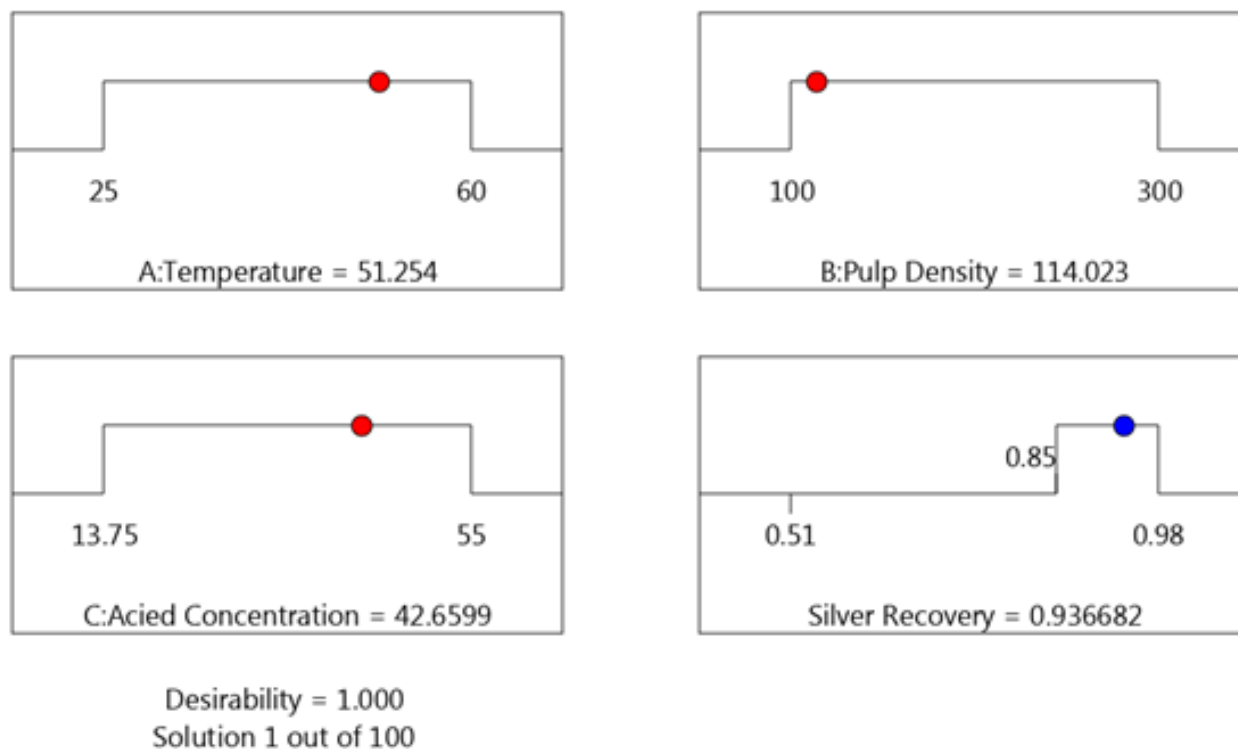 25
60
A:Temperature = 51.254
100
300
B:Pulp Density = 114.023
13.75
55
C:Acied Concentration = 42.6599
0.85
0.51
0.98
Silver Recovery = 0.936682
Desirability = 1.000
Solution 1 out of 100